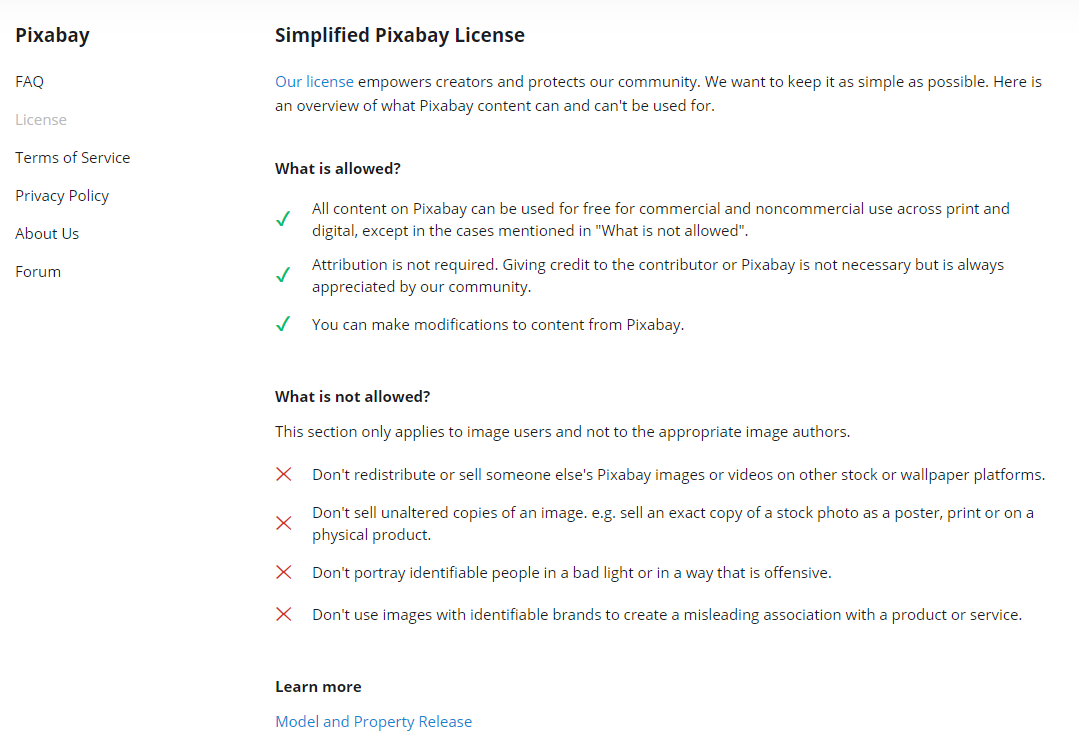 Pixabay
FAQ
License
Terms of Service
Privacy Policy
About Us
Forum
Simplified Pixabay License
Our license empowers creators and protects our community. We want to keep it as simple as possible. Here is
an overview of what Pixabay content can and can't be used for.
What is allowed?
All content on Pixabay can be used for free for commercial and noncommercial use across print and
digital, except in the cases mentioned in "What is not allowed".
Attribution is not required. Giving credit to the contributor or Pixabay is not necessary but is always
appreciated by our community.
You can make modifications to content from Pixabay.
What is not allowed?
This section only applies to image users and not to the appropriate image authors.
Don't redistribute or sell someone else's Pixabay images or videos on other stock or wallpaper platforms.
Don't sell unaltered copies of an image. e.g. sell an exact copy of a stock photo as a poster, print or on a
physical product.
Don't portray identifiable people in a bad light or in a way that is offensive.
Don't use images with identifiable brands to create a misleading association with a product or service.
Learn more
Model and Property Release